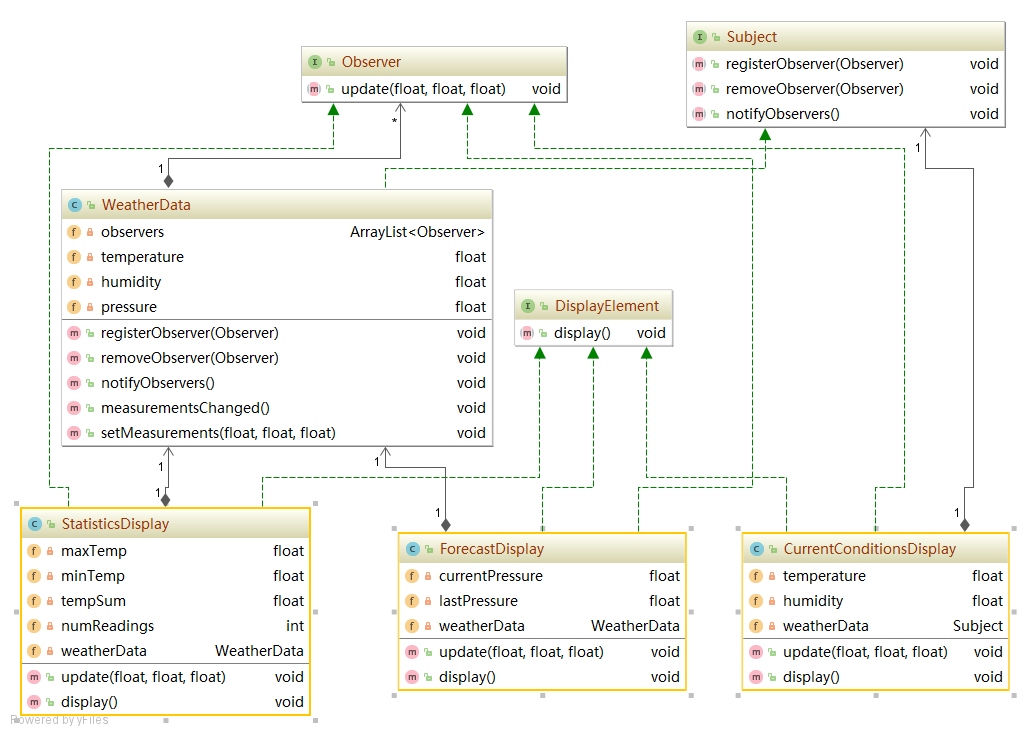 Observer
update(float, float, float) void
Subject
registerObserver(Observer) void
removeObserver(Observer) void
notifyObservers() void
*
1
1
WeatherData
observers ArrayList<Observer>
temperature float
humidity float
pressure float
registerObserver(Observer) void
removeObserver(Observer) void
notifyObservers() void
measurementsChanged() void
setMeasurements(float, float, float) void
DisplayElement
display() void
1
1
1
1
1
StatisticsDisplay
maxTemp float
minTemp float
tempSum float
numReadings int
weatherData WeatherData
update(float, float, float) void
display() void
ForecastDisplay
currentPressure float
lastPressure float
weatherData WeatherData
update(float, float, float) void
display() void
CurrentConditionsDisplay
temperature float
humidity float
weatherData Subject
update(float, float, float) void
display() void
Powered by yFiles